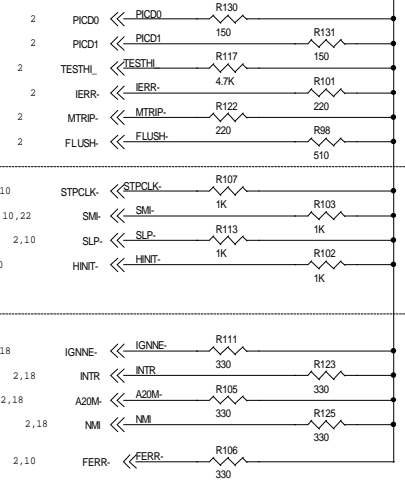 R130
2 PICD0 PICD0
150 R131
2 PICD1 PICD1
R117 150
2 TESTHI_ TESTHI_
4.7K R101
2 IERR- IERR-
R122 220
2 MTRIP- MTRIP-
220 R98
2 FLUSH- FLUSH-
510
R107
10 STPCLK- STPCLK-
1K R103
10,22 SMI- SMI-
R113 1K
2,10 SLP- SLP-
1K R102
HINIT- HINIT-
1K
R111
18 IGNNE- IGNNE-
330 R123
2,18 INTR INTR
R105 330
2,18 A20M- A20M-
330 R125
2,18 NMI NMI
330
R106
2,10 FERR- FERR-
330